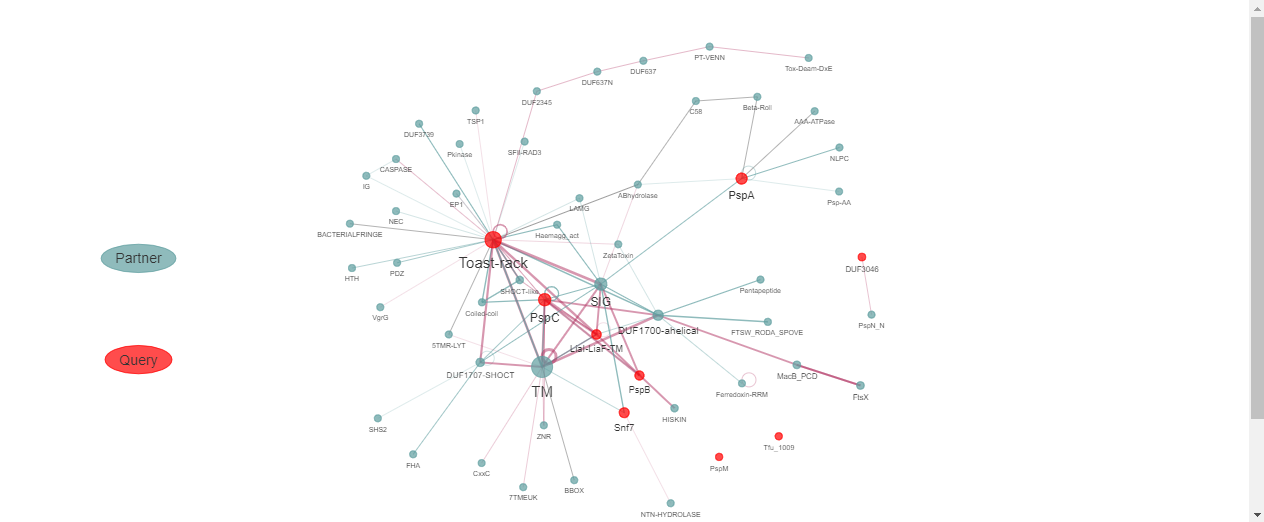 PT-VENN
Tox-Deam-DxE
DUF637
DUF637N
DUF2345
C58
Beta-Roll
TSP1
AAA-ATPase
DUF3739
Pkinase
SFII-RAD3
NLPC
CASPASE
IG
ABhydrolase
PspA
Psp-AA
EP1
LAMG
NEC
BACTERIALFRINGE
Haemagg_act
ZetaToxin
Partner
Toast-rack
PDZ
HTH
DUF3046
SHOCT-like
Pentapeptide
SIG
VgrG
Coiled-coil
PspC
DUF1700-ahelical
PspN_N
FTSW_RODA_SPOVE
5TMR-LYT
LiaI-LiaF-TM
Query
DUF1707-SHOCT
MacB_PCD
TM
PspB
Ferredoxin-RRM
FtsX
HISKIN
SHS2
Snf7
ZNR
Tfu_1009
FHA
PspM
CxxC
7TMEUK
BBOX
NTN-HYDROLASE